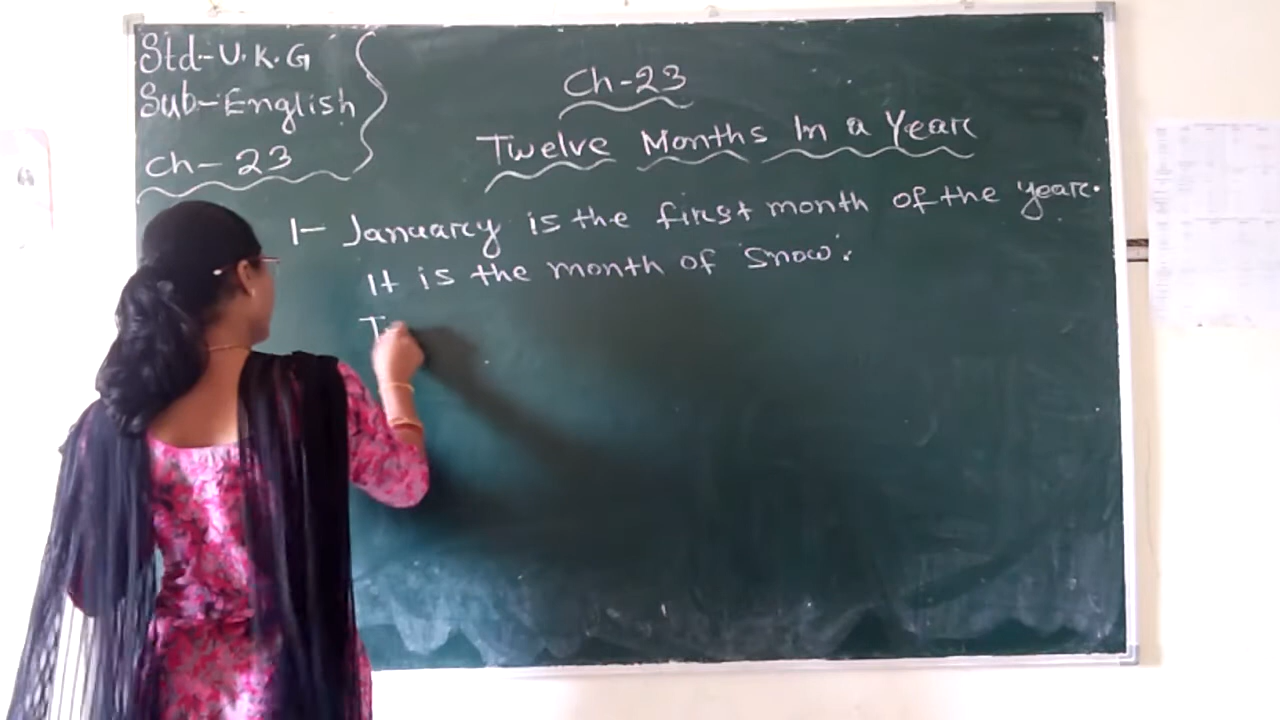 Std-U.K.G
Sub-English
Ch-23
Ch-23
Twelve Months In a Year
1- January is the first month of the year.
It is the month of 'Snow'.